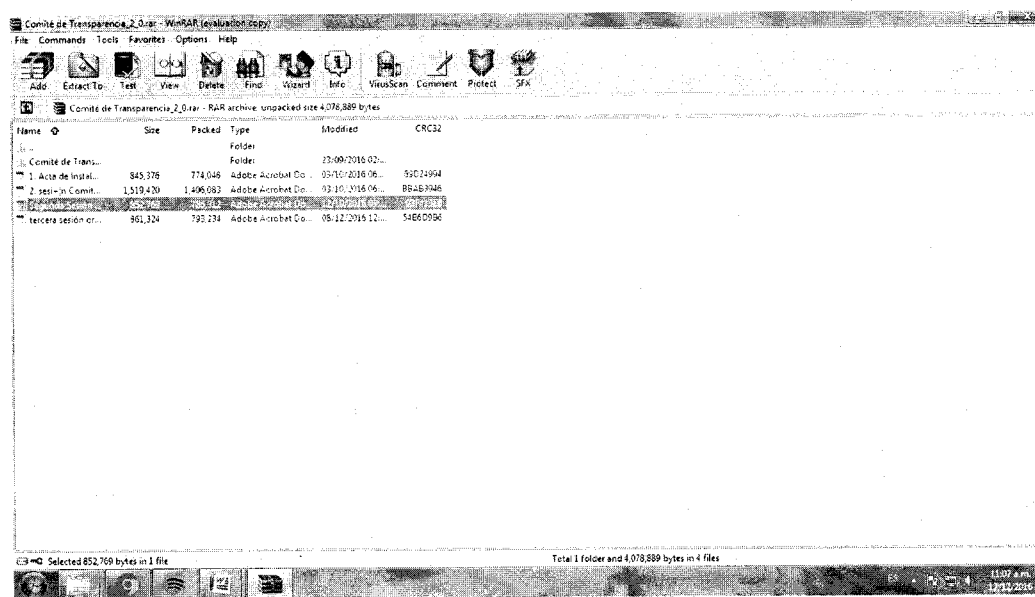 Comité de Transparencia_2_0.rar - WinRAR (evaluation copy)
File Commands Tools Favorites Options Help
Add Extract To Test View Delete Find Wizard Info VirusScan Comment Protect SFX
Comité de Transparencia_2_0.rar - RAR archive, unpacked size 4,078,889 bytes
Name Size Packed Type Modified CRC32
.. Folder
Comité de Trans... Folder 23/09/2016 02:...
1. Acta de Instal... 845,376 774,046 Adobe Acrobat Do... 03/10/2016 06:...
2. sesi÷n Comit... 1,519,420 1,406,083 Adobe Acrobat Do... 03/10/2016 06:... BBAB3946
tercera sesión or... 861,324 Adobe Acrobat Do... 08/12/2016 12:... 54B6D9B6
Selected 852,769 bytes in 1 file
Total 1 folder and 4,078,889 bytes in 4 files
ES
11:07 a.m.